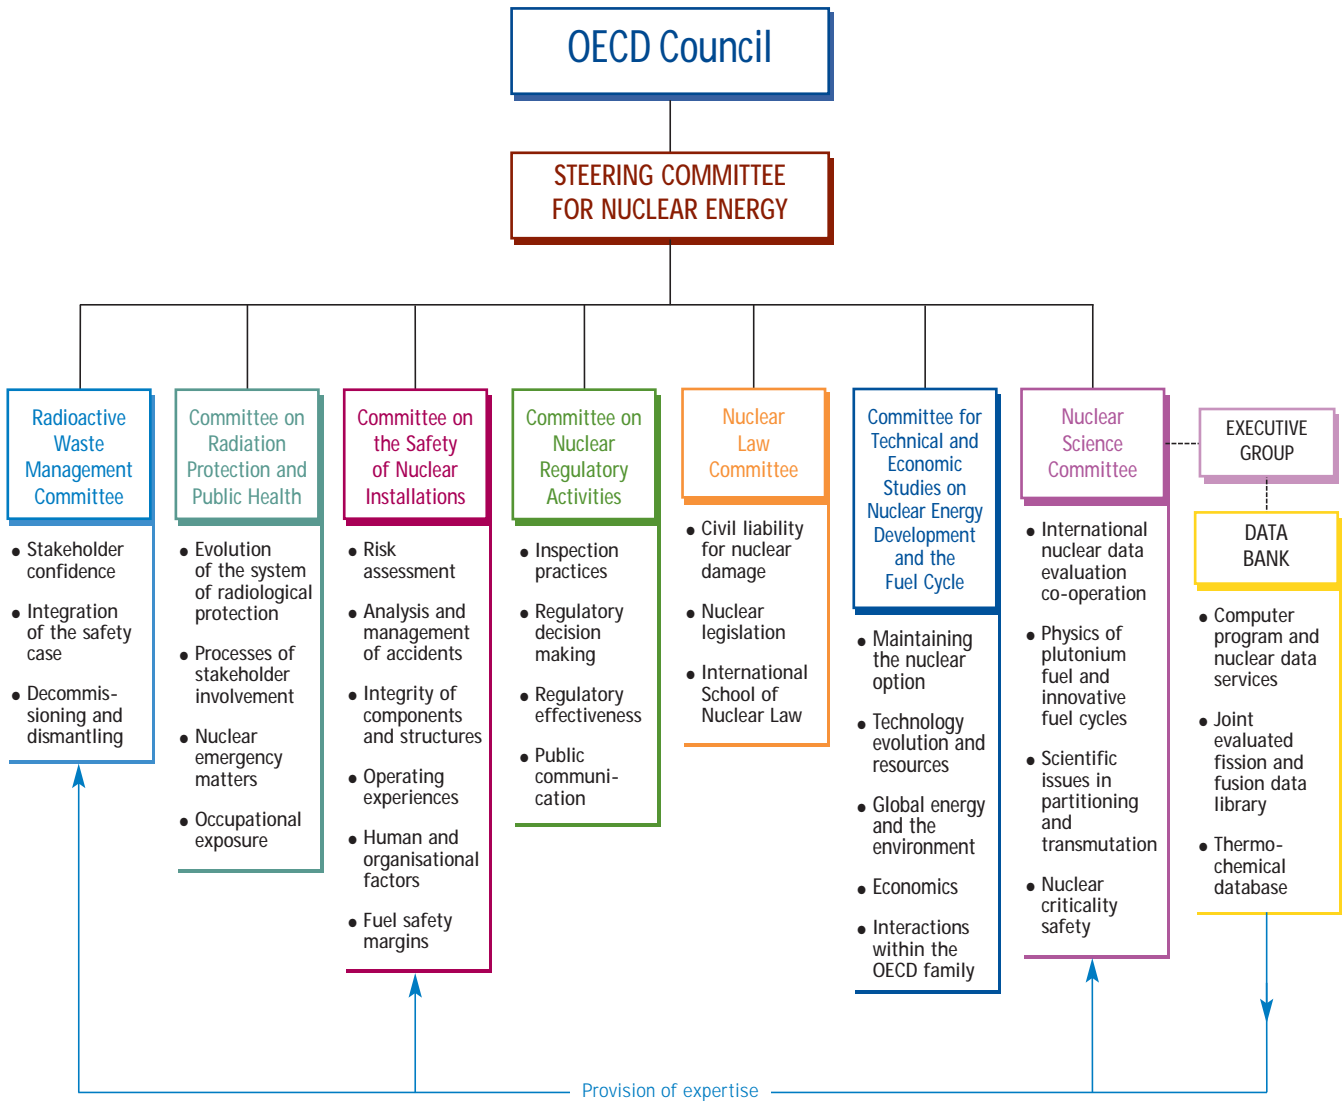 OECD Council
STEERING COMMITTEE
FOR NUCLEAR ENERGY
Radioactive
Waste
Management
Committee
• Stakeholder
confidence
• Integration
of the safety
case
• Decommis-
sioning and
dismantling
Committee on
Radiation
Protection and
Public Health
• Evolution
of the system
of radiological
protection
• Processes of
stakeholder
involvement
• Nuclear
emergency
matters
• Occupational
exposure
Committee on
the Safety
of Nuclear
Installations
• Risk
assessment
• Analysis and
management
of accidents
• Integrity of
components
and structures
• Operating
experiences
• Human and
organisational
factors
• Fuel safety
margins
Committee on
Nuclear
Regulatory
Activities
• Inspection
practices
• Regulatory
decision
making
• Regulatory
effectiveness
• Public
communi-
cation
Nuclear
Law
Committee
• Civil liability
for nuclear
damage
• Nuclear
legislation
• International
School of
Nuclear Law
Committee for
Technical and
Economic
Studies on
Nuclear Energy
Development
and the
Fuel Cycle
• Maintaining
the nuclear
option
• Technology
evolution and
resources
• Global energy
and the
environment
• Economics
• Interactions
within the
OECD family
Nuclear
Science
Committee
• International
nuclear data
evaluation
co-operation
• Physics of
plutonium
fuel and
innovative
fuel cycles
• Scientific
issues in
partitioning
and
transmutation
• Nuclear
criticality
safety
EXECUTIVE
GROUP
DATA
BANK
• Computer
program and
nuclear data
services
• Joint
evaluated
fission and
fusion data
library
• Thermo-
chemical
database
Provision of expertise